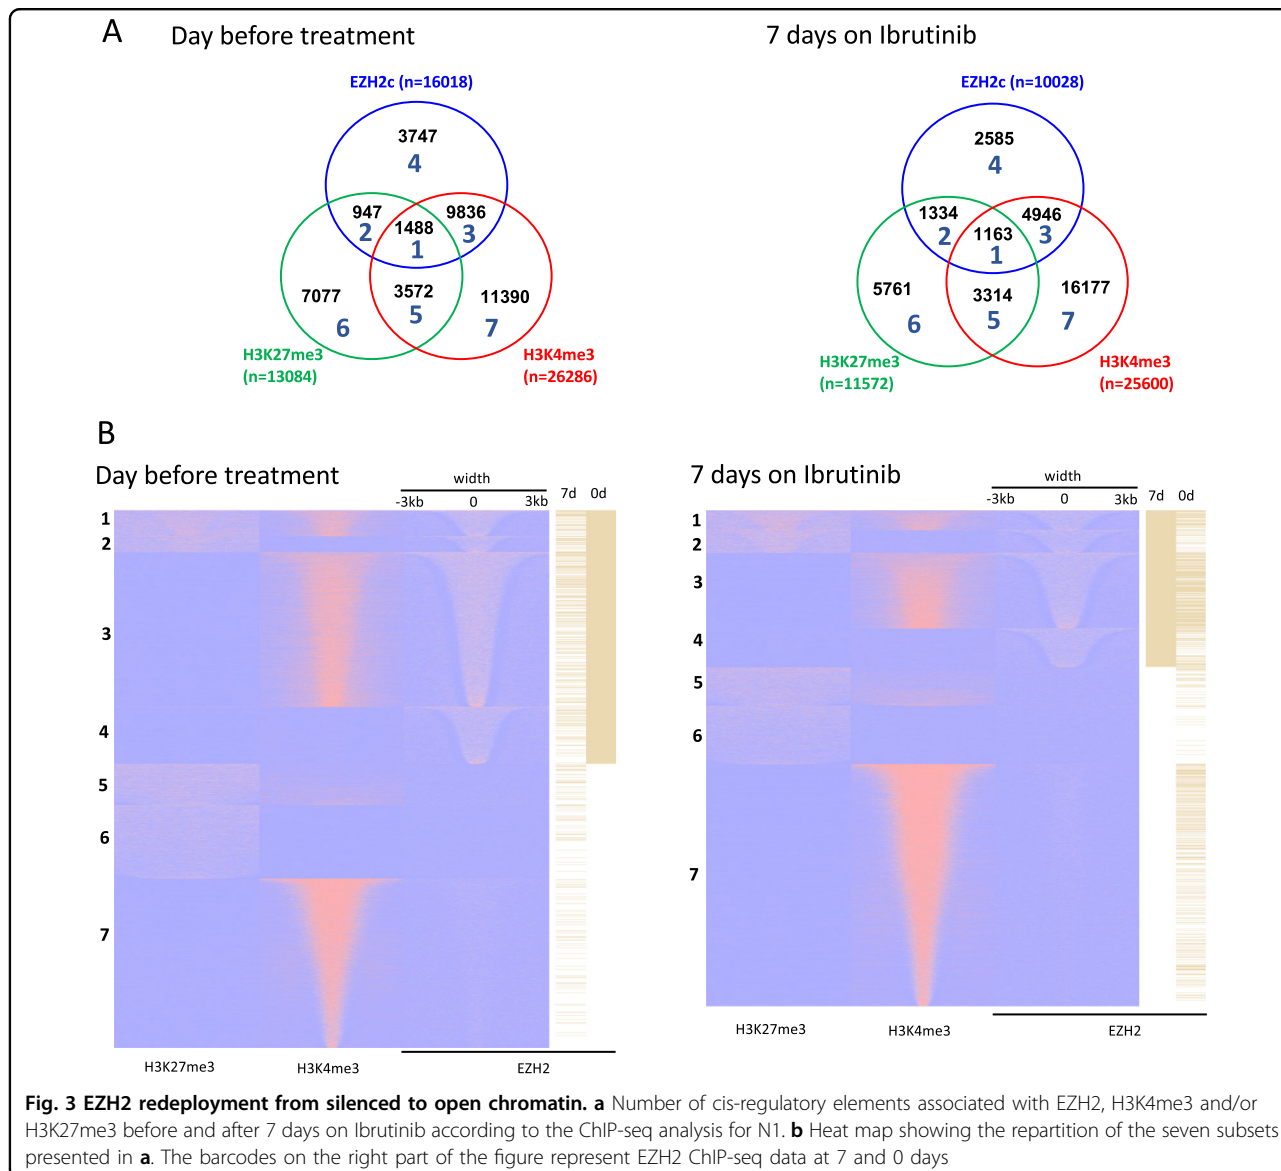 A
Day before treatment
7 days on Ibrutinib
EZH2c (n=16018)
3747
4
947
2
1488
1
9836
3
7077
6
3572
5
11390
7
H3K27me3
(n=13084)
H3K4me3
(n=26286)
EZH2c (n=10028)
2585
4
1334
2
1163
1
4946
3
5761
6
3314
5
16177
7
H3K27me3
(n=11572)
H3K4me3
(n=25600)
B
Day before treatment
width
-3kb 0 3kb 7d 0d
1
2
3
4
5
6
7
H3K27me3 H3K4me3 EZH2
7 days on Ibrutinib
width
-3kb 0 3kb 7d 0d
1
2
3
4
5
6
7
H3K27me3 H3K4me3 EZH2
Fig. 3 EZH2 redeployment from silenced to open chromatin. a Number of cis-regulatory elements associated with EZH2, H3K4me3 and/or
H3K27me3 before and after 7 days on Ibrutinib according to the ChIP-seq analysis for N1. b Heat map showing the repartition of the seven subsets
presented in a. The barcodes on the right part of the figure represent EZH2 ChIP-seq data at 7 and 0 days